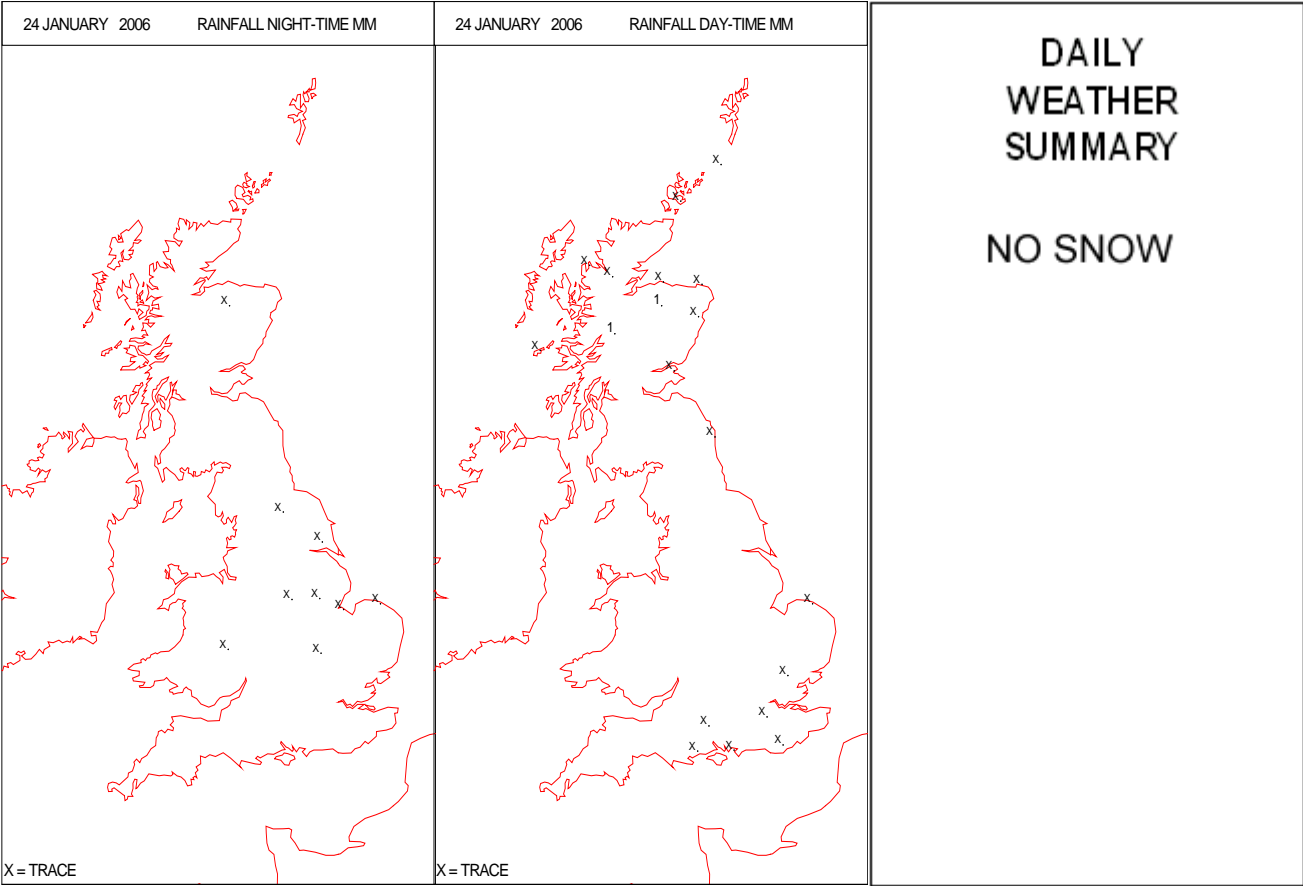 24 JANUARY 2006 RAINFALL NIGHT-TIME MM
X.
X.
X.
X. X. X. X.
X. X.
X = TRACE
24 JANUARY 2006 RAINFALL DAY-TIME MM
X.
X.
X. X. X. X.
1. X.
1.
X.
X.
X.
X.
X.
X. X.
X. X. X.
X = TRACE
DAILY
WEATHER
SUMMARY
NO SNOW